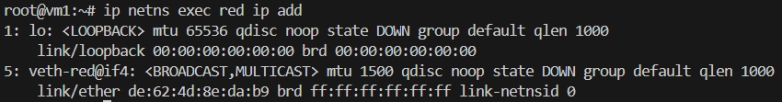 root@vm1:~# ip netns exec red ip add
1: lo: <LOOPBACK> mtu 65536 qdisc noop state DOWN group default qlen 1000
    link/loopback 00:00:00:00:00:00 brd 00:00:00:00:00:00
5: veth-red@if4: <BROADCAST,MULTICAST> mtu 1500 qdisc noop state DOWN group default qlen 1000
    link/ether de:62:4d:8e:da:b9 brd ff:ff:ff:ff:ff:ff link-netnsid 0